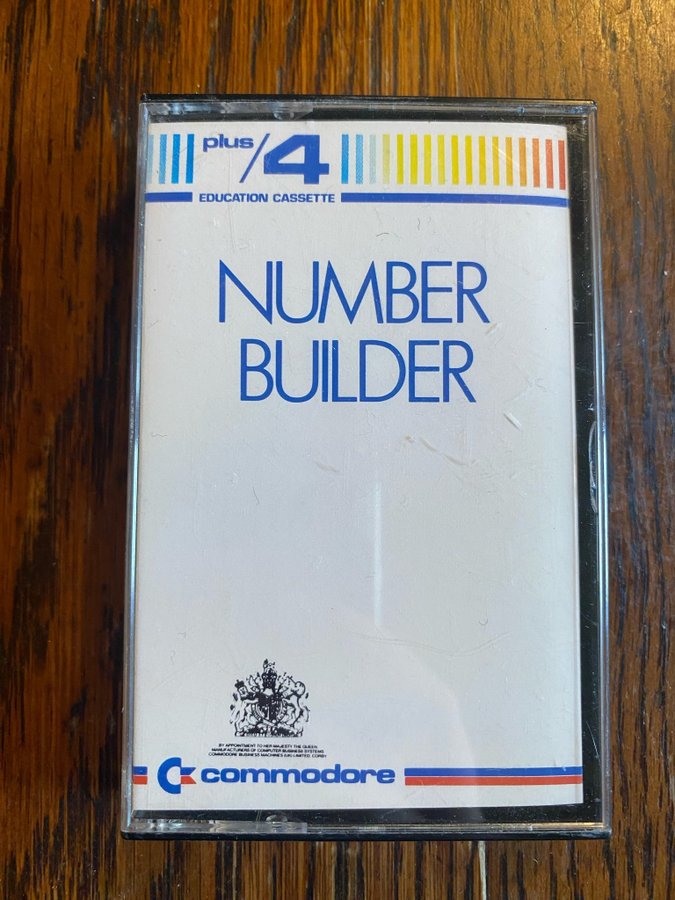 plus/4
EDUCATION CASSETTE
NUMBER
BUILDER
BY APPOINTMENT TO HER MAJESTY THE QUEEN
MANUFACTURERS OF COMPUTER BUSINESS SYSTEMS
COMMODORE BUSINESS MACHINES (UK) LIMITED, CORBY
commodore